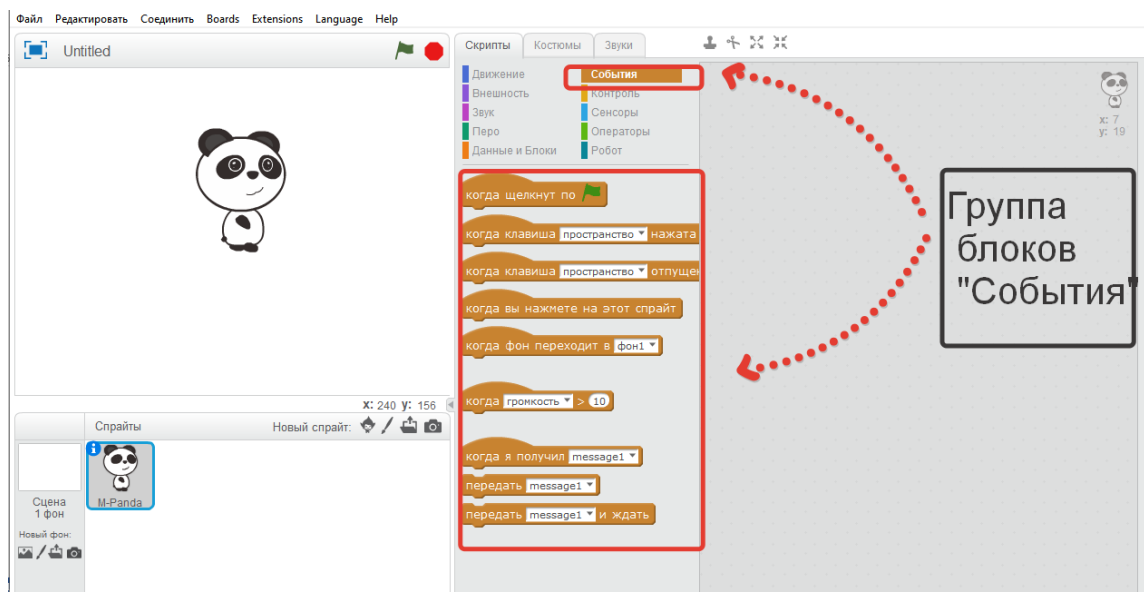 Файл Редактировать Соединить Boards Extensions Language Help
Untitled
Скрипты Костюмы Звуки
Движение События
Внешность Контроль
Звук Сенсоры
Перо Операторы
Данные и Блоки Робот
когда щелкнут по
когда клавиша пространство нажата
когда клавиша пространство отпущен
когда вы нажмете на этот спрайт
когда фон переходит в фон1
когда громкость > 10
когда я получил message1
передать message1
передать message1 и ждать
x: 7
y: 19
Группа
блоков
"События"
x: 240 y: 156
Спрайты Новый спрайт:
M-Panda
Сцена
1 фон
Новый фон: